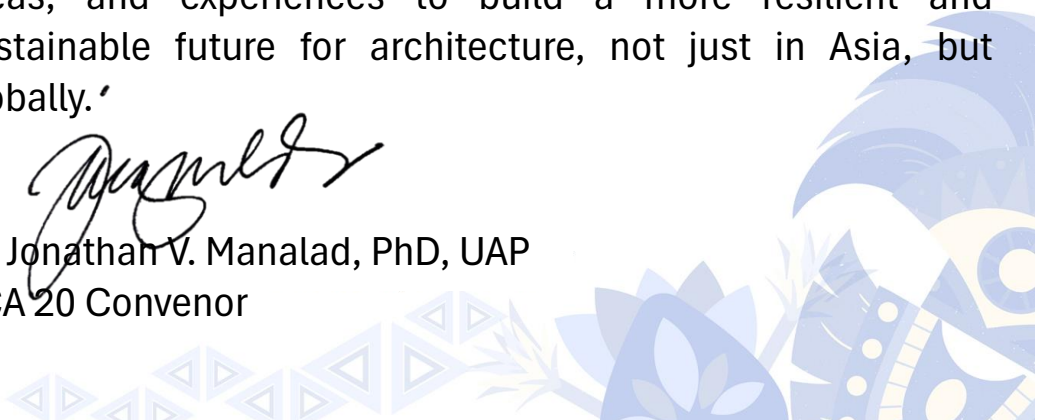 eas, and experiences to build a more resilient and
stainable future for architecture, not just in Asia, but
obally.
Jonathan V. Manalad, PhD, UAP
CA 20 Convenor